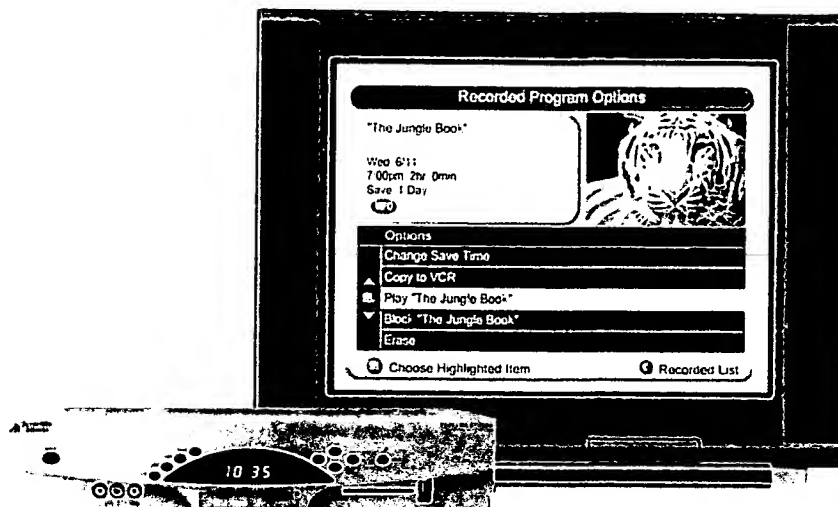 Recorded Program Options
"The Jungle Book"
Wed 6/11
7:00pm 2hr 0min
Save 1 Day
Options
Change Save Time
Copy to VCR
Play "The Jungle Book"
Block "The Jungle Book"
Erase
Choose Highlighted Item
Recorded List
10 35